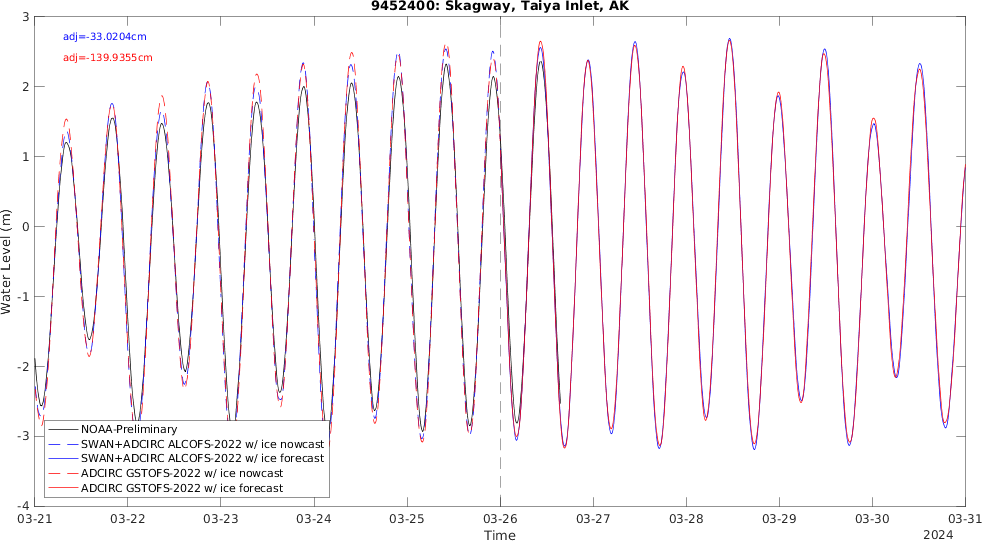 9452400: Skagway, Taiya Inlet, AK
adj=-33.0204cm
adj=-139.9355cm
Water Level (m)
3
2
1
0
-1
-2
-3
-4
NOAA-Preliminary
SWAN+ADCIRC ALCOFS-2022 w/ ice nowcast
SWAN+ADCIRC ALCOFS-2022 w/ ice forecast
ADCIRC GSTOFS-2022 w/ ice nowcast
ADCIRC GSTOFS-2022 w/ ice forecast
03-21 03-22 03-23 03-24 03-25 03-26 03-27 03-28 03-29 03-30 03-31
Time
2024